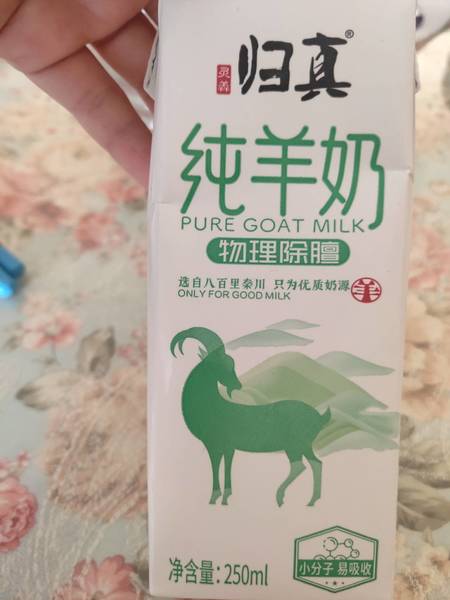 归真®
灵羴
纯羊奶
PURE GOAT MILK
物理除膻
选自八百里秦川 只为优质奶源
ONLY FOR GOOD MILK
净含量:250ml
小分子 易吸收